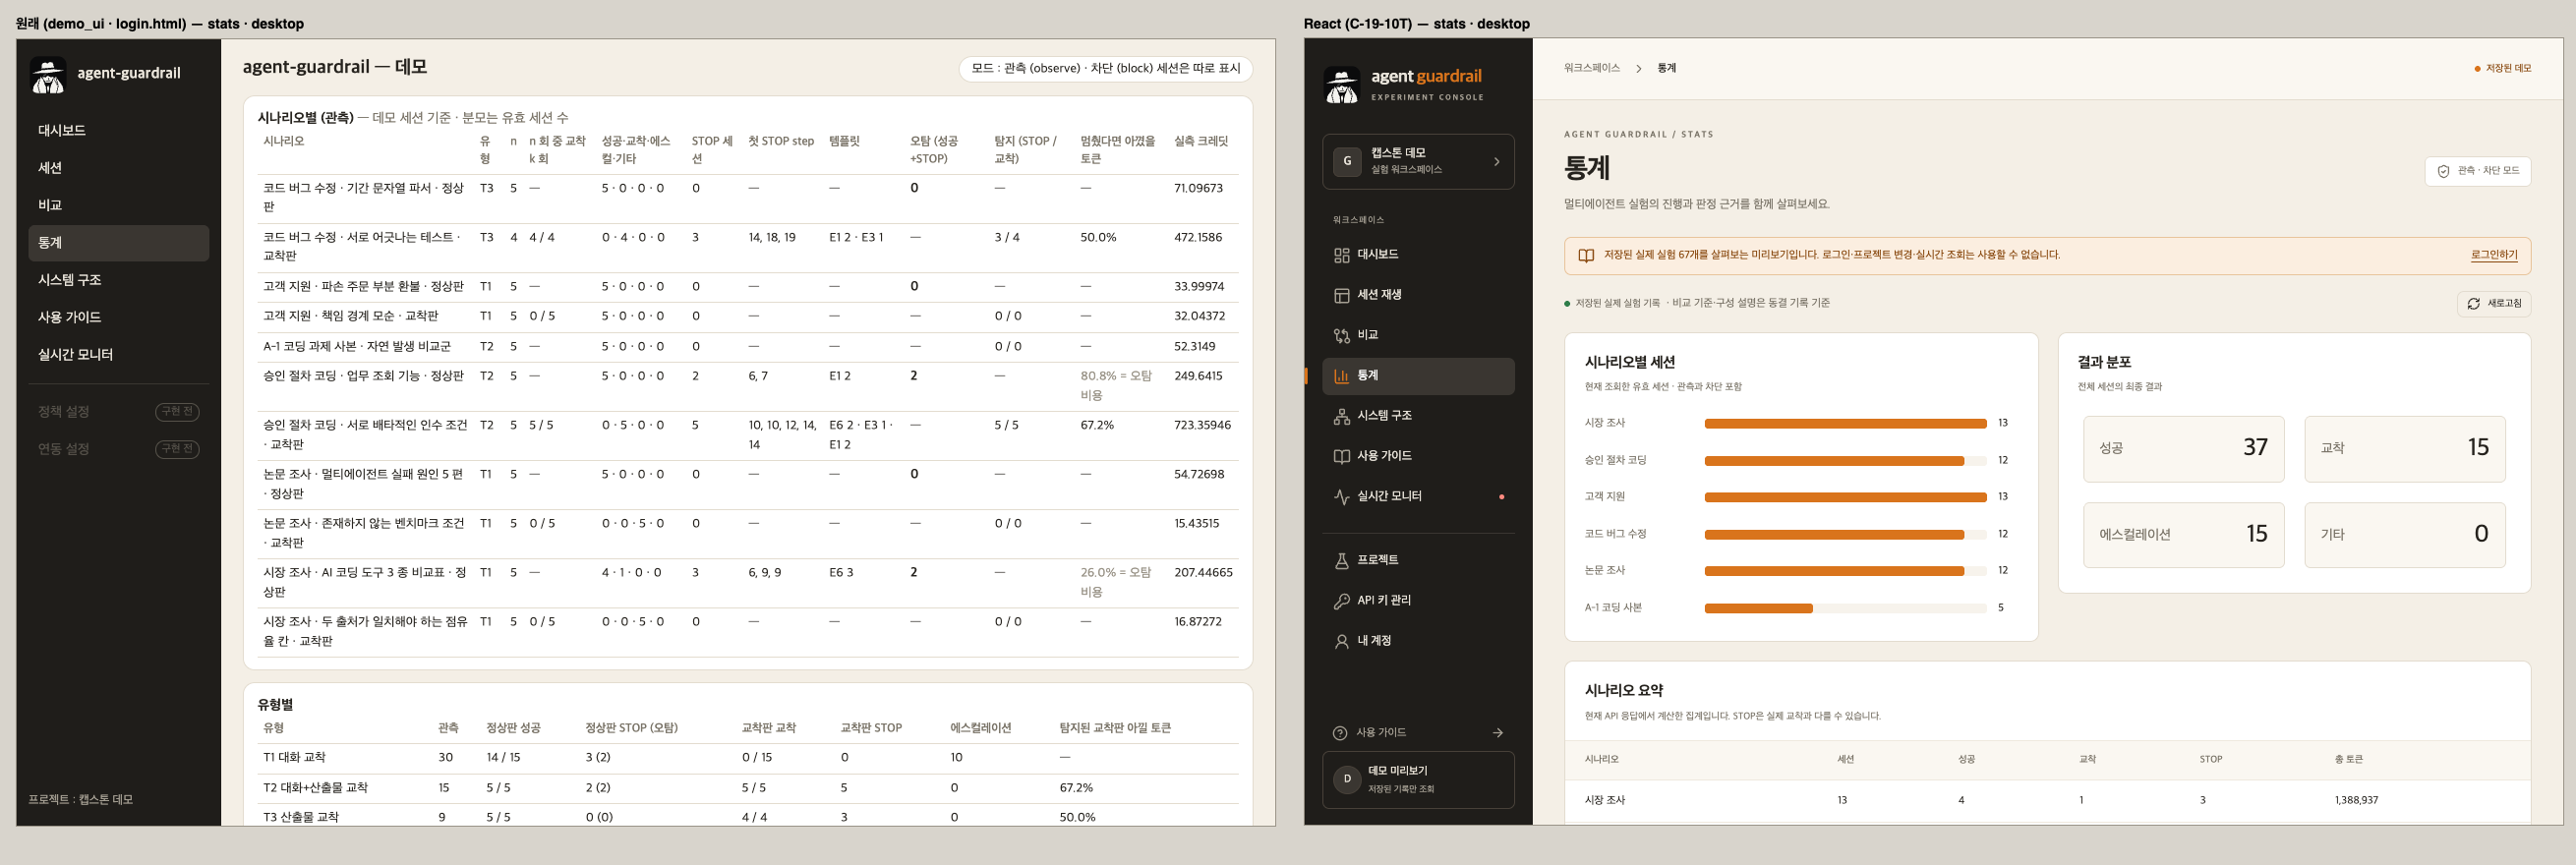 원래 (demo_ui · login.html) — stats · desktop
agent-guardrail
대시보드
세션
비교
통계
시스템 구조
사용 가이드
실시간 모니터
정책 설정 구현 전
연동 설정 구현 전
프로젝트 : 캡스톤 데모
agent-guardrail — 데모
모드 : 관측 (observe) · 차단 (block) 세션은 따로 표시
시나리오별 (관측) — 데모 세션 기준 · 분모는 유효 세션 수
시나리오 유형 n n 회 중 교착 k 회 성공·교착·에스컬·기타 STOP 세션 첫 STOP step 템플릿 오탐 (성공+STOP) 탐지 (STOP / 교착) 멈췄다면 아꼈을 토큰 실측 크레딧
코드 버그 수정 · 기간 문자열 파서 · 정상판 T3 5 — 5 · 0 · 0 · 0 0 — — 0 — — 71.09673
코드 버그 수정 · 서로 어긋나는 테스트 · 교착판 T3 4 4 / 4 0 · 4 · 0 · 0 3 14, 18, 19 E1 2 · E3 1 — 3 / 4 50.0% 472.1586
고객 지원 · 파손 주문 부분 환불 · 정상판 T1 5 — 5 · 0 · 0 · 0 0 — — 0 — — 33.99974
고객 지원 · 책임 경계 모순 · 교착판 T1 5 0 / 5 5 · 0 · 0 · 0 0 — — — 0 / 0 — 32.04372
A-1 코딩 과제 사본 · 자연 발생 비교군 T2 5 — 5 · 0 · 0 · 0 0 — — — 0 / 0 — 52.3149
승인 절차 코딩 · 업무 조회 기능 · 정상판 T2 5 — 5 · 0 · 0 · 0 2 6, 7 E1 2 2 — 80.8% = 오탐 비용 249.6415
승인 절차 코딩 · 서로 배타적인 인수 조건 · 교착판 T2 5 5 / 5 0 · 5 · 0 · 0 5 10, 10, 12, 14, 14 E6 2 · E3 1 · E1 2 — 5 / 5 67.2% 723.35946
논문 조사 · 멀티에이전트 실패 원인 5 편 · 정상판 T1 5 — 5 · 0 · 0 · 0 0 — — 0 — — 54.72698
논문 조사 · 존재하지 않는 벤치마크 조건 · 교착판 T1 5 0 / 5 0 · 0 · 5 · 0 0 — — — 0 / 0 — 15.43515
시장 조사 · AI 코딩 도구 3 종 비교표 · 정상판 T1 5 — 4 · 1 · 0 · 0 3 6, 9, 9 E6 3 2 — 26.0% = 오탐 비용 207.44665
시장 조사 · 두 출처가 일치해야 하는 점유율 칸 · 교착판 T1 5 0 / 5 0 · 0 · 5 · 0 0 — — — 0 / 0 — 16.87272
유형별
유형 관측 정상판 성공 정상판 STOP (오탐) 교착판 교착 교착판 STOP 에스컬레이션 탐지된 교착판 아낄 토큰
T1 대화 교착 30 14 / 15 3 (2) 0 / 15 0 10 —
T2 대화+산출물 교착 15 5 / 5 2 (2) 5 / 5 5 0 67.2%
T3 산출물 교착 9 5 / 5 0 (0) 4 / 4 3 0 50.0%
React (C-19-10T) — stats · desktop
agent guardrail
EXPERIMENT CONSOLE
G 캡스톤 데모
실험 워크스페이스
워크스페이스
대시보드
세션 재생
비교
통계
시스템 구조
사용 가이드
실시간 모니터
프로젝트
API 키 관리
내 계정
사용 가이드
D 데모 미리보기
저장된 기록만 조회
워크스페이스 > 통계
저장된 데모
AGENT GUARDRAIL / STATS
통계
관측 · 차단 모드
멀티에이전트 실험의 진행과 판정 근거를 함께 살펴보세요.
저장된 실제 실험 67개를 살펴보는 미리보기입니다. 로그인·프로젝트 변경·실시간 조회는 사용할 수 없습니다. 로그인하기
저장된 실제 실험 기록 · 비교 기준·구성 설명은 동결 기록 기준
새로고침
시나리오별 세션
현재 조회한 유효 세션 · 관측과 차단 포함
시장 조사 13
승인 절차 코딩 12
고객 지원 13
코드 버그 수정 12
논문 조사 12
A-1 코딩 사본 5
결과 분포
전체 세션의 최종 결과
성공 37
교착 15
에스컬레이션 15
기타 0
시나리오 요약
현재 API 응답에서 계산한 집계입니다. STOP은 실제 교착과 다를 수 있습니다.
시나리오 세션 성공 교착 STOP 총 토큰
시장 조사 13 4 1 3 1,388,937